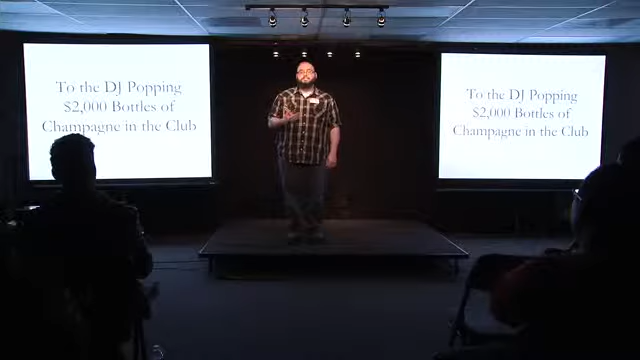 To the DJ Popping
$2,000 Bottles of
Champagne in the Club
To the DJ Popping
$2,000 Bottles of
Champagne in the Club